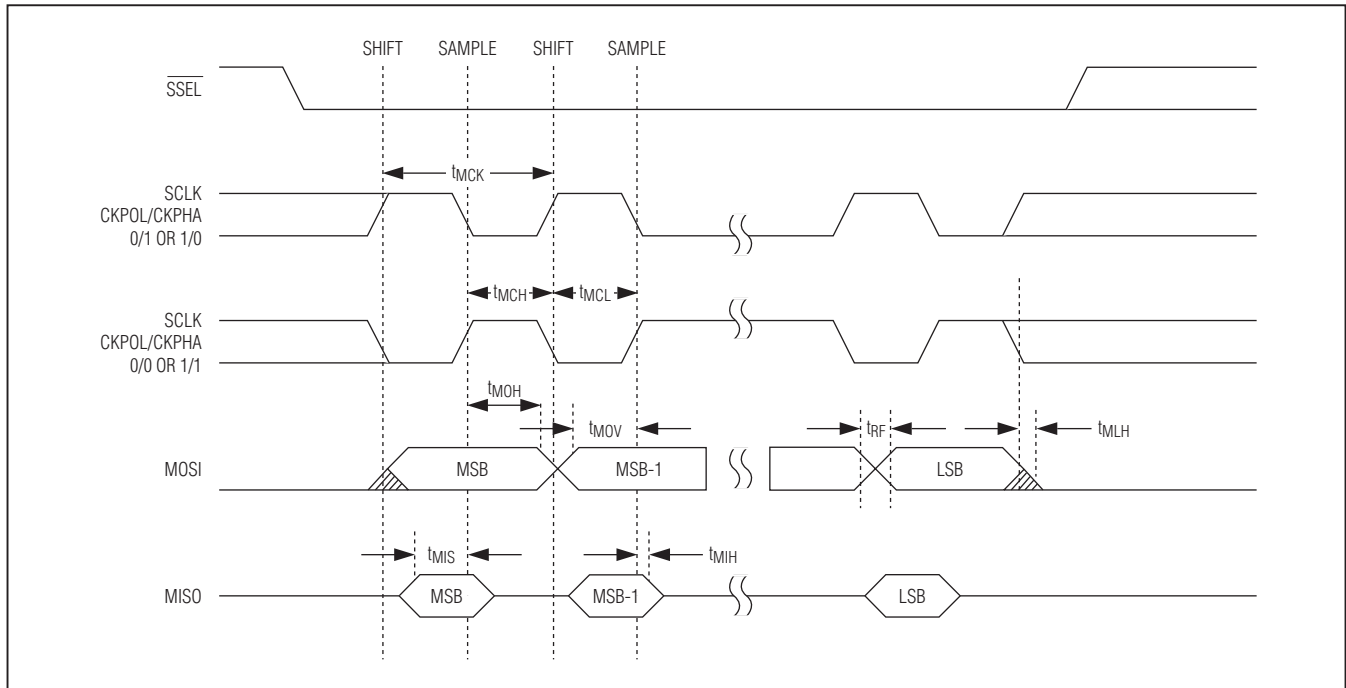 SHIFT SAMPLE SHIFT SAMPLE
SSEL
tMCK
SCLK
CKPOL/CKPHA
0/1 OR 1/0
tMCH tMCL
SCLK
CKPOL/CKPHA
0/0 OR 1/1
tMOH
tMOV tRF tMLH
MOSI MSB MSB-1 LSB
tMIS tMIH
MISO MSB MSB-1 LSB